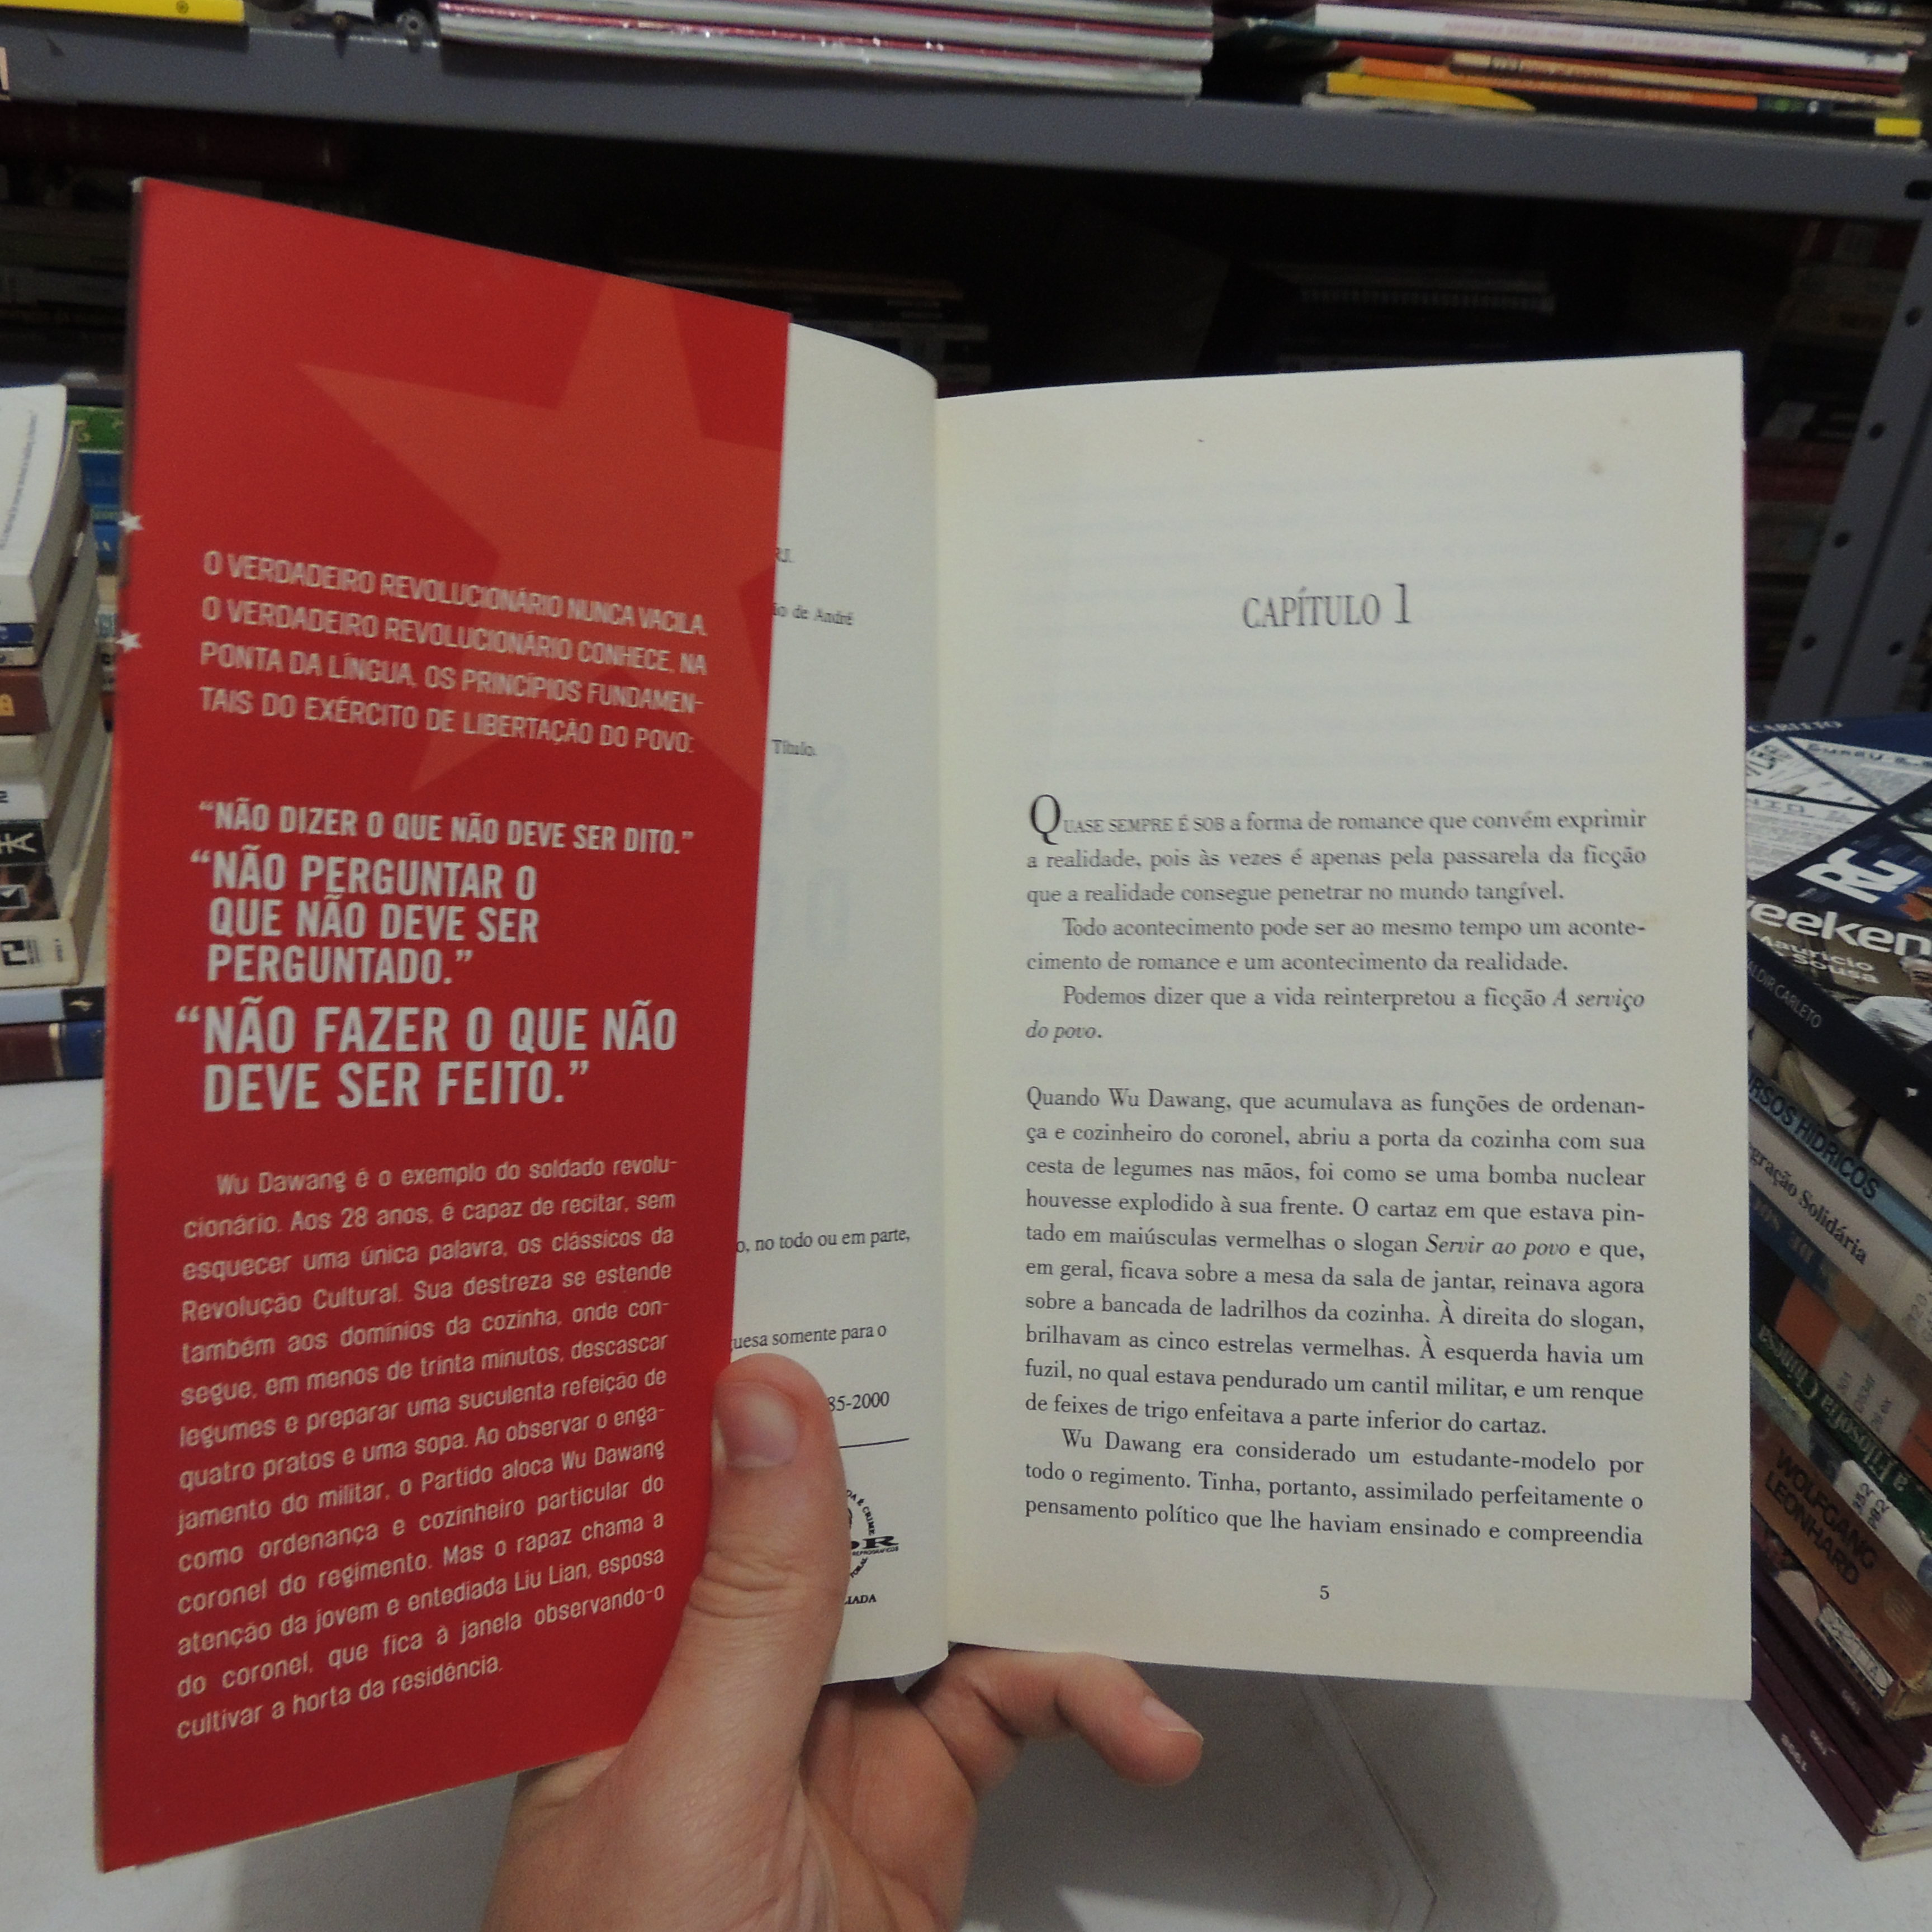 O VERDADEIRO REVOLUCIONÁRIO NUNCA VACILA.
O VERDADEIRO REVOLUCIONÁRIO CONHECE, NA
PONTA DA LÍNGUA, OS PRINCÍPIOS FUNDAMEN-
TAIS DO EXÉRCITO DE LIBERTAÇÃO DO POVO:
“NÃO DIZER O QUE NÃO DEVE SER DITO.”
“NÃO PERGUNTAR O
QUE NÃO DEVE SER
PERGUNTADO.”
“NÃO FAZER O QUE NÃO
DEVE SER FEITO.”
Wu Dawang é o exemplo do soldado revolu-
cionário. Aos 28 anos, é capaz de recitar, sem
esquecer uma única palavra, os clássicos da
Revolução Cultural. Sua destreza se estende
também aos domínios da cozinha, onde con-
segue, em menos de trinta minutos, descascar
legumes e preparar uma suculenta refeição de
quatro pratos e uma sopa. Ao observar o enga-
jamento do militar, o Partido aloca Wu Dawang
como ordenança e cozinheiro particular do
coronel do regimento. Mas o rapaz chama a
atenção da jovem e entediada Liu Lian, esposa
do coronel, que fica à janela observando-o
cultivar a horta da residência.
RJ.
de André
Título.
o, no todo ou em parte,
uesa somente para o
85-2000
CAPÍTULO 1
QUASE SEMPRE É SOB a forma de romance que convém exprimir
a realidade, pois às vezes é apenas pela passarela da ficção
que a realidade consegue penetrar no mundo tangível.
Todo acontecimento pode ser ao mesmo tempo um aconte-
cimento de romance e um acontecimento da realidade.
Podemos dizer que a vida reinterpretou a ficção A serviço
do povo.
Quando Wu Dawang, que acumulava as funções de ordenan-
ça e cozinheiro do coronel, abriu a porta da cozinha com sua
cesta de legumes nas mãos, foi como se uma bomba nuclear
houvesse explodido à sua frente. O cartaz em que estava pin-
tado em maiúsculas vermelhas o slogan Servir ao povo e que,
em geral, ficava sobre a mesa da sala de jantar, reinava agora
sobre a bancada de ladrilhos da cozinha. À direita do slogan,
brilhavam as cinco estrelas vermelhas. À esquerda havia um
fuzil, no qual estava pendurado um cantil militar, e um renque
de feixes de trigo enfeitava a parte inferior do cartaz.
Wu Dawang era considerado um estudante-modelo por
todo o regimento. Tinha, portanto, assimilado perfeitamente o
pensamento político que lhe haviam ensinado e compreendia
5
CARLETO
eeken
Mauricio
Sousa
ALDIR CARLETO
URSOS HÍDRICOS
gração Solidária
a Filosofia Chinesa
WOLFGANG
LEONHARD